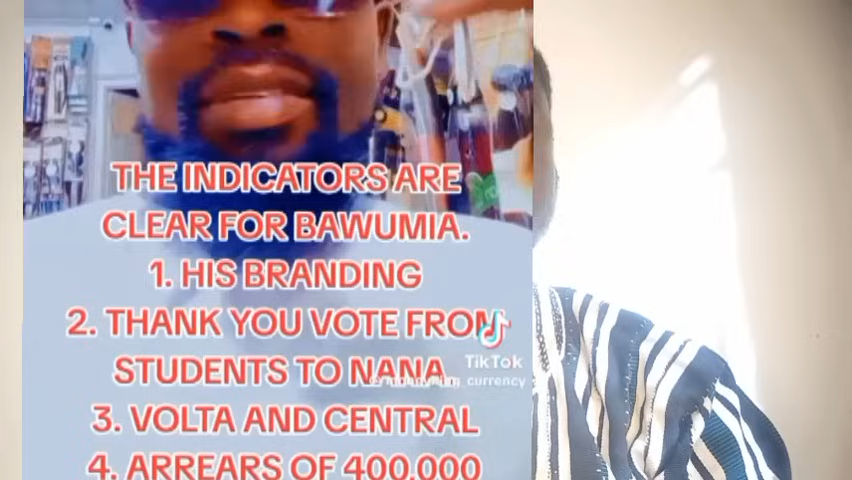 THE INDICATORS ARE
CLEAR FOR BAWUMIA.
1. HIS BRANDING
2. THANK YOU VOTE FROM
STUDENTS TO NANA
TikTok
3. VOLTA AND CENTRAL
4. ARREARS OF 400,000